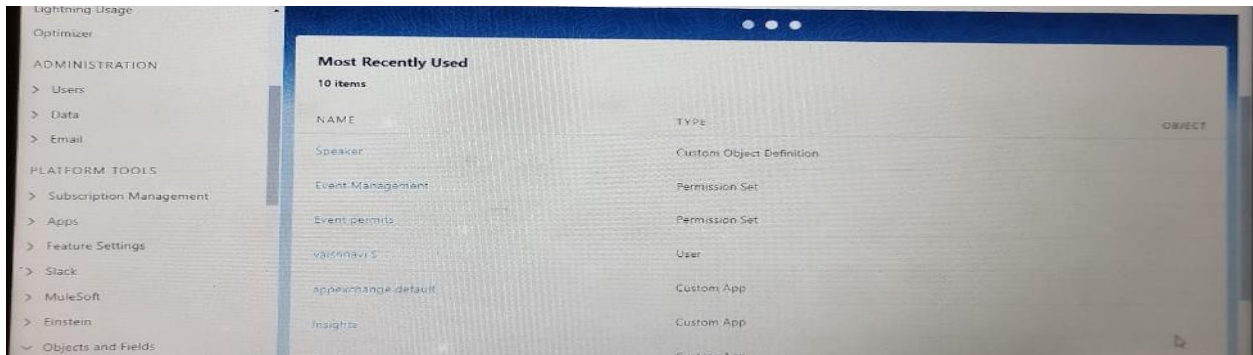 Lightning Usage
Optimizer
ADMINISTRATION
Users
Data
Email
PLATFORM TOOLS
Subscription Management
Apps
Feature Settings
Slack
MuleSoft
Einstein
Objects and Fields
Most Recently Used
10 items
NAME TYPE OBJECT
Speaker Custom Object Definition
Event Management Permission Set
Event permits Permission Set
vaishnavi S User
appexchange default Custom App
Insights Custom App